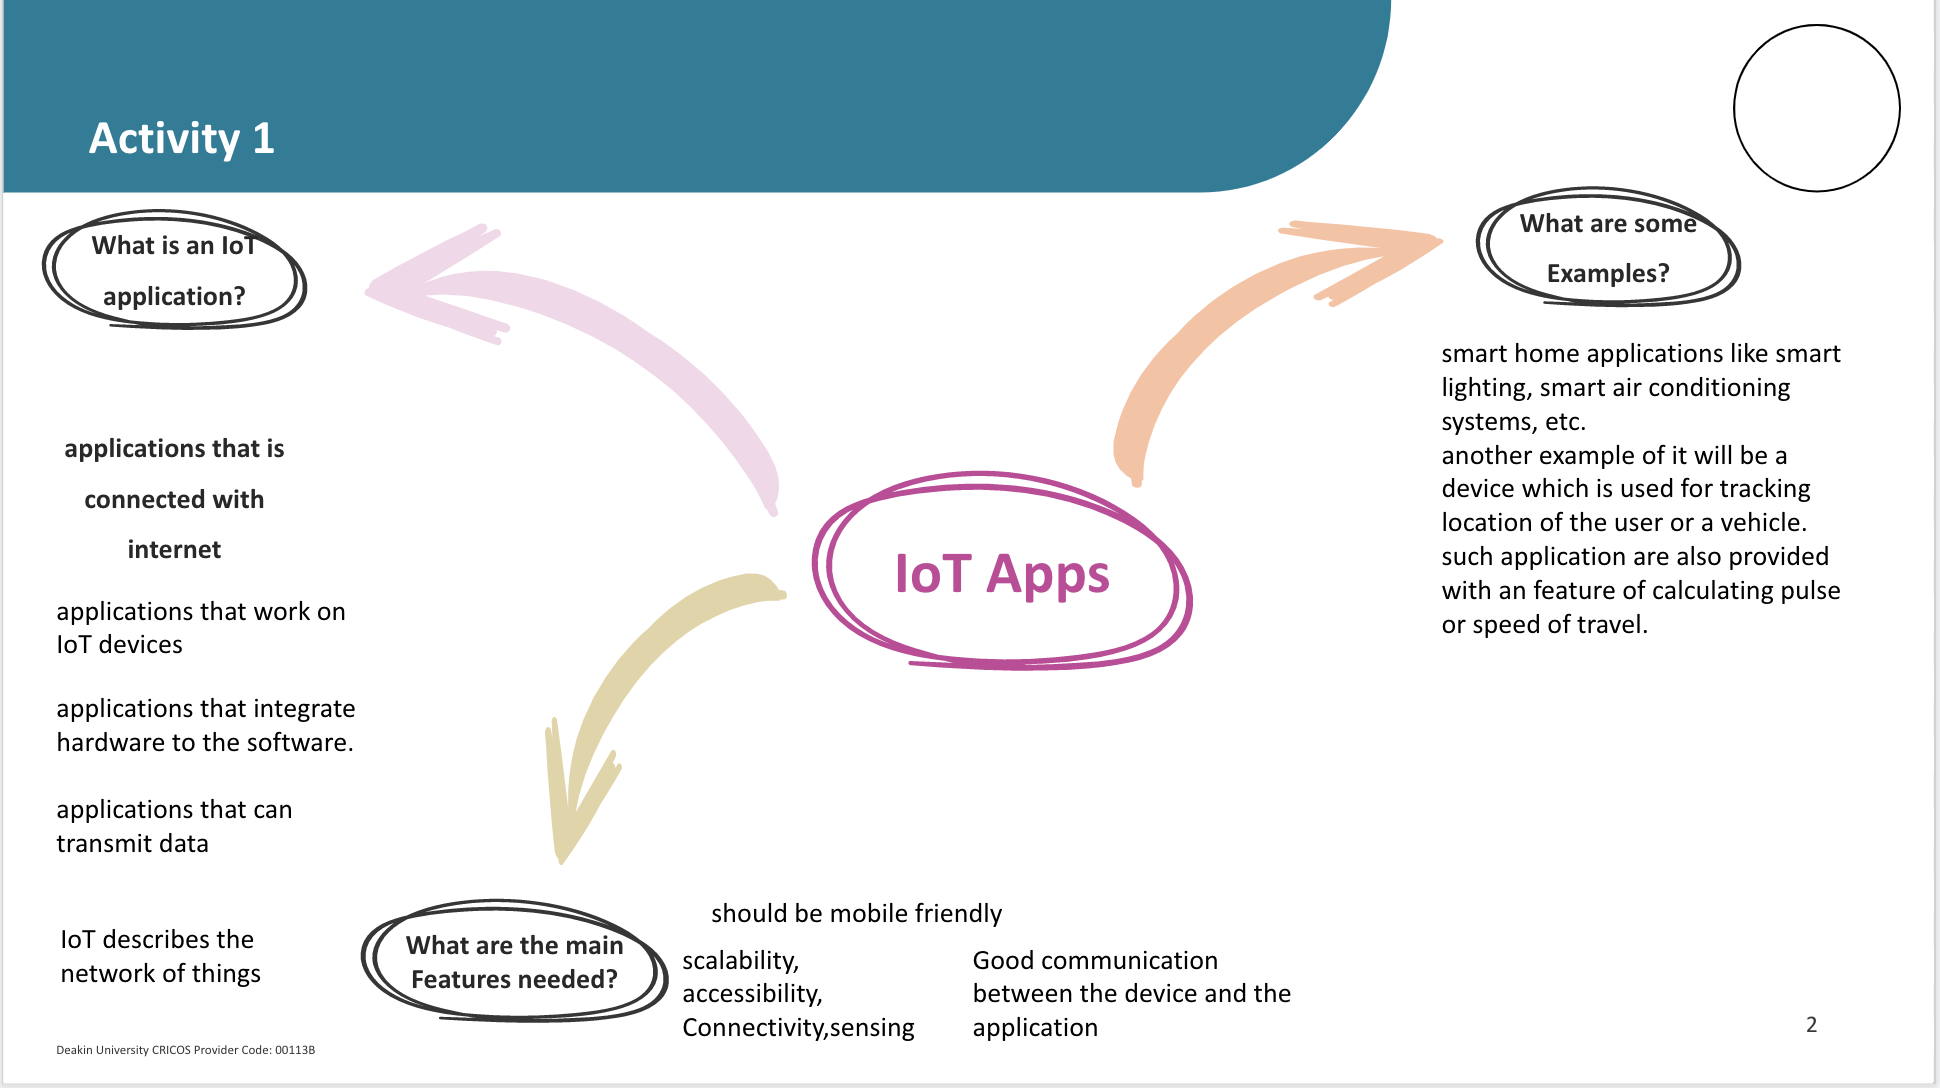 Activity 1
What is an IoT
application?
applications that is
connected with
internet
applications that work on
IoT devices
applications that integrate
hardware to the software.
applications that can
transmit data
IoT describes the
network of things
IoT Apps
What are some
Examples?
smart home applications like smart
lighting, smart air conditioning
systems, etc.
another example of it will be a
device which is used for tracking
location of the user or a vehicle.
such application are also provided
with an feature of calculating pulse
or speed of travel.
What are the main
Features needed?
should be mobile friendly
scalability,
accessibility,
Connectivity,sensing
Good communication
between the device and the
application
Deakin University CRICOS Provider Code: 00113B
2